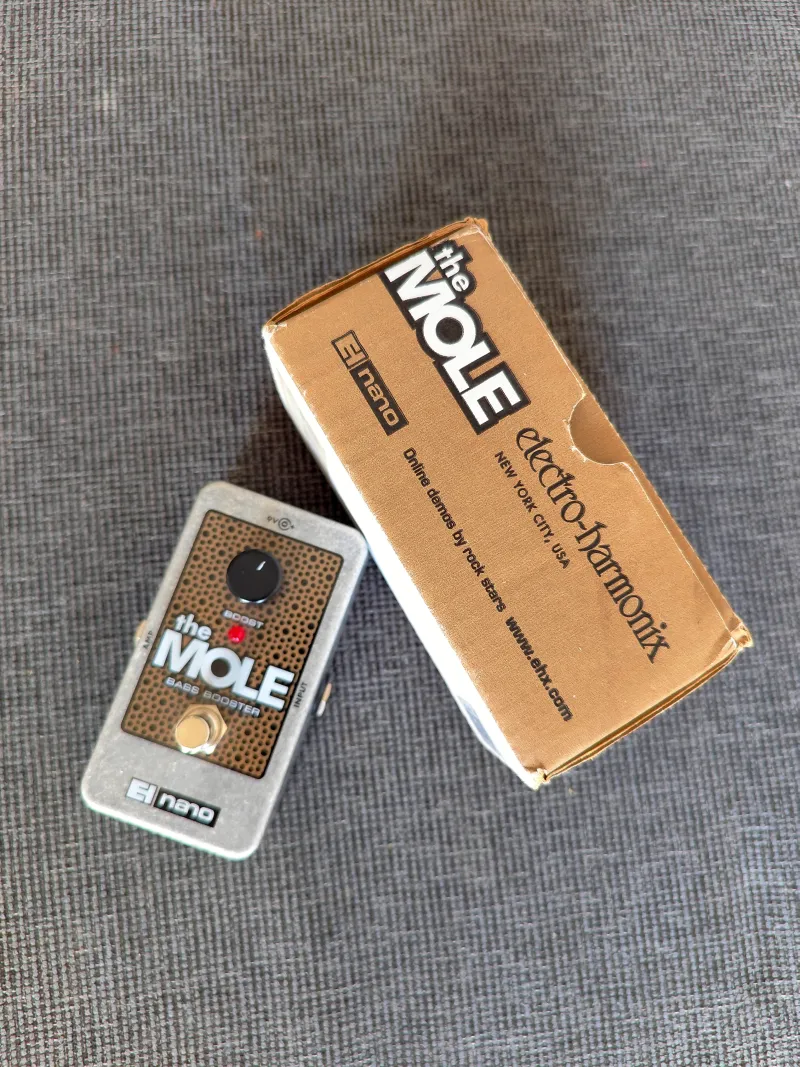 the
MOLE
EH nano
electro-harmonix
NEW YORK CITY, USA
Online demos by rock stars www.ehx.com
9V
BOOST
AMP
INPUT
the
MOLE
BASS BOOSTER
EH nano